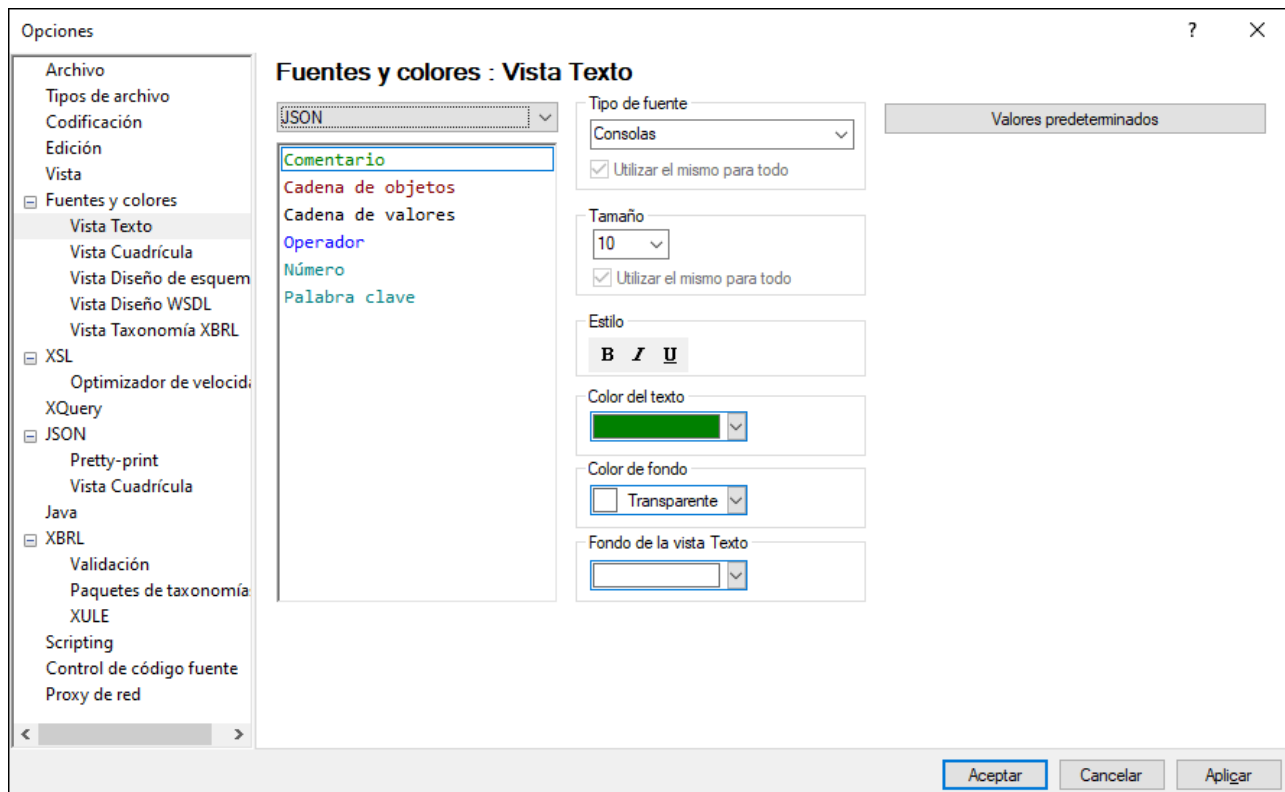 Opciones
?
Archivo
Tipos de archivo
Codificación
Edición
Vista
Fuentes y colores
Vista Texto
Vista Cuadrícula
Vista Diseño de esquem
Vista Diseño WSDL
Vista Taxonomía XBRL
XSL
Optimizador de velocida
XQuery
JSON
Pretty-print
Vista Cuadrícula
Java
XBRL
Validación
Paquetes de taxonomía
XULE
Scripting
Control de código fuente
Proxy de red
Fuentes y colores : Vista Texto
JSON
Comentario
Cadena de objetos
Cadena de valores
Operador
Número
Palabra clave
Tipo de fuente
Consolas
Utilizar el mismo para todo
Tamaño
10
Utilizar el mismo para todo
Estilo
B I U
Color del texto
Color de fondo
Transparente
Fondo de la vista Texto
Valores predeterminados
Aceptar
Cancelar
Aplicar